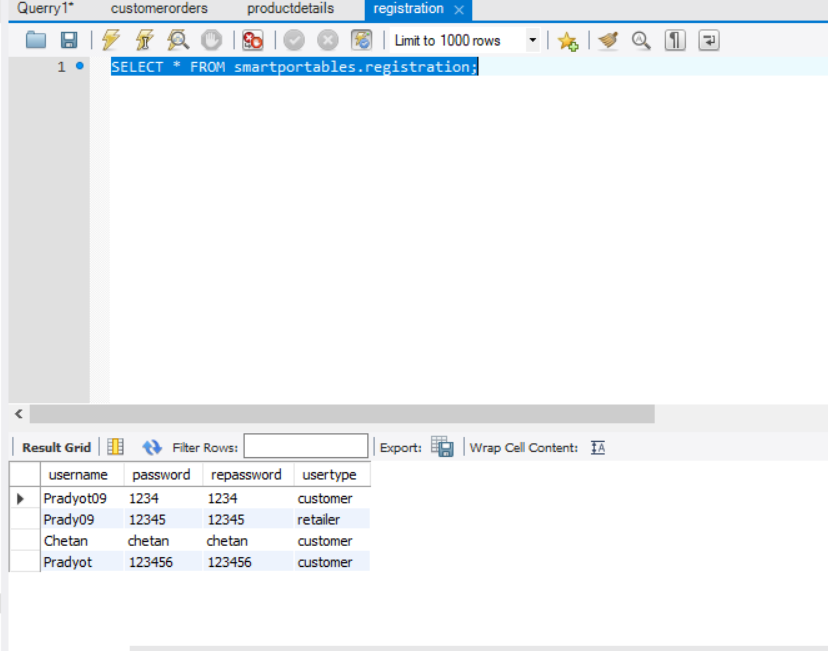 Querry1* customerorders productdetails registration
Limit to 1000 rows
1 SELECT * FROM smartportables.registration;
Result Grid Filter Rows: Export: Wrap Cell Content:
username password repassword usertype
Pradyot09 1234 1234 customer
Prady09 12345 12345 retailer
Chetan chetan chetan customer
Pradyot 123456 123456 customer